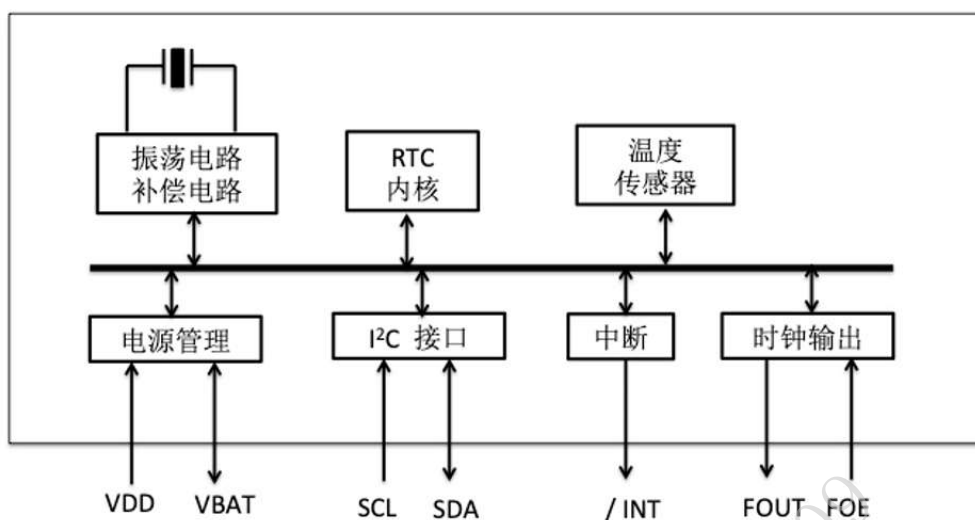 振荡电路
补偿电路
RTC
内核
温度
传感器
电源管理
I²C 接口
中断
时钟输出
VDD
VBAT
SCL
SDA
/ INT
FOUT
FOE